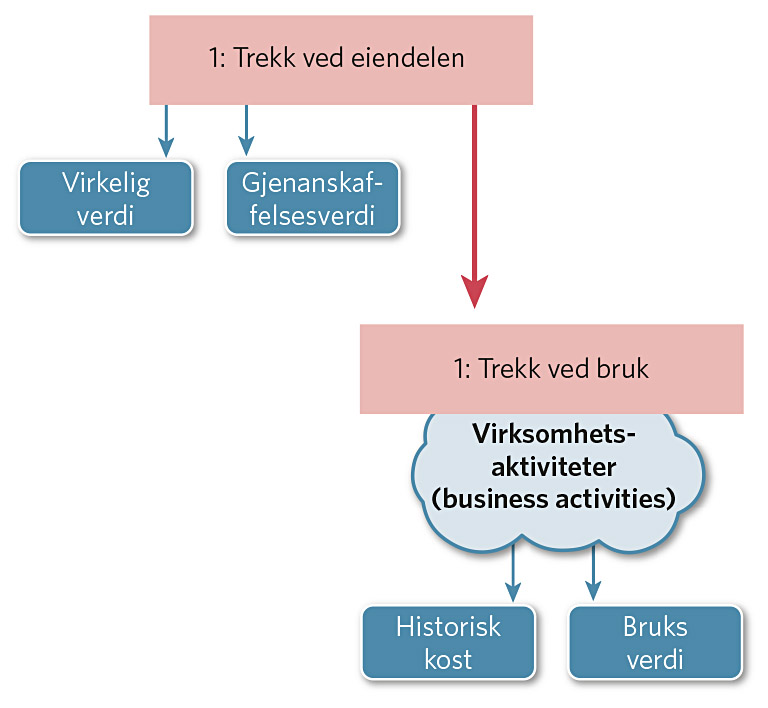 1: Trekk ved eiendelen
Virkelig
verdi
Gjenanskaf-
felsesverdi
1: Trekk ved bruk
Virksomhets-
aktiviteter
(business activities)
Historisk
kost
Bruks
verdi